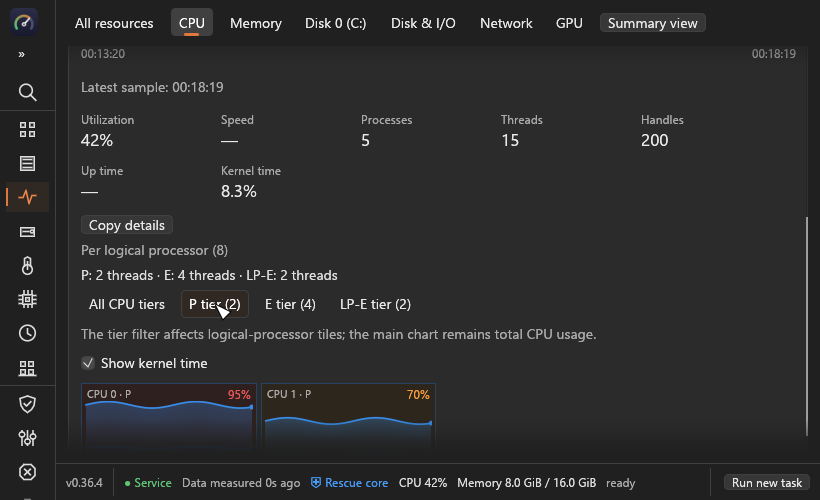 All resources CPU Memory Disk 0 (C:) Disk & I/O Network GPU Summary view
»
00:13:20 00:18:19
Latest sample: 00:18:19
Utilization Speed Processes Threads Handles
42% — 5 15 200
Up time Kernel time
— 8.3%
Copy details
Per logical processor (8)
P: 2 threads · E: 4 threads · LP-E: 2 threads
All CPU tiers P tier (2) E tier (4) LP-E tier (2)
The tier filter affects logical-processor tiles; the main chart remains total CPU usage.
Show kernel time
CPU 0 · P 95% CPU 1 · P 70%
v0.36.4 Service Data measured 0s ago Rescue core CPU 42% Memory 8.0 GiB / 16.0 GiB ready Run new task